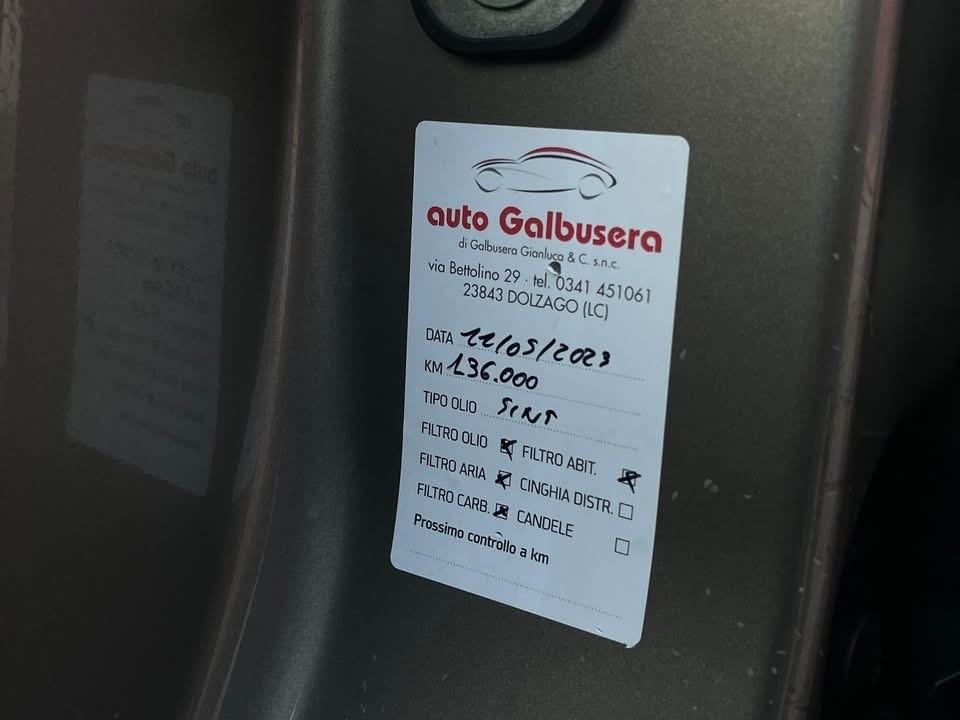 auto Galbusera
di Galbusera Gianluca & C. s.n.c.
via Bettolino 29 - tel. 0341 451061
23843 DOLZAGO (LC)
DATA 11/05/2023
KM 136.000
TIPO OLIO SINT
FILTRO OLIO FILTRO ABIT.
FILTRO ARIA CINGHIA DISTR.
FILTRO CARB. CANDELE
Prossimo controllo a km